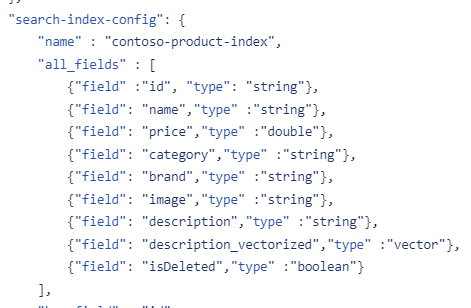 "search-index-config": {
"name" : "contoso-product-index",
"all_fields" : [
{"field" :"id", "type": "string"},
{"field": "name","type" :"string"},
{"field": "price","type" :"double"},
{"field": "category","type" :"string"},
{"field": "brand","type" :"string"},
{"field": "image","type" :"string"},
{"field": "description","type" :"string"},
{"field": "description_vectorized","type" :"vector"},
{"field": "isDeleted","type" :"boolean"}
],